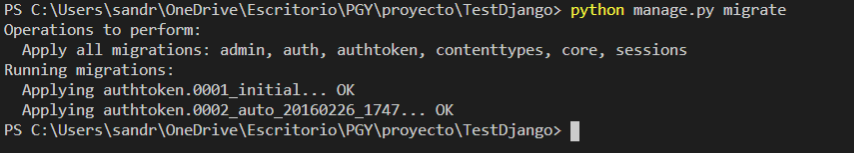 PS C:\Users\sandr\OneDrive\Escritorio\PGY\proyecto\TestDjango> python manage.py migrate
Operations to perform:
  Apply all migrations: admin, auth, authtoken, contenttypes, core, sessions
Running migrations:
  Applying authtoken.0001_initial... OK
  Applying authtoken.0002_auto_20160226_1747... OK
PS C:\Users\sandr\OneDrive\Escritorio\PGY\proyecto\TestDjango>